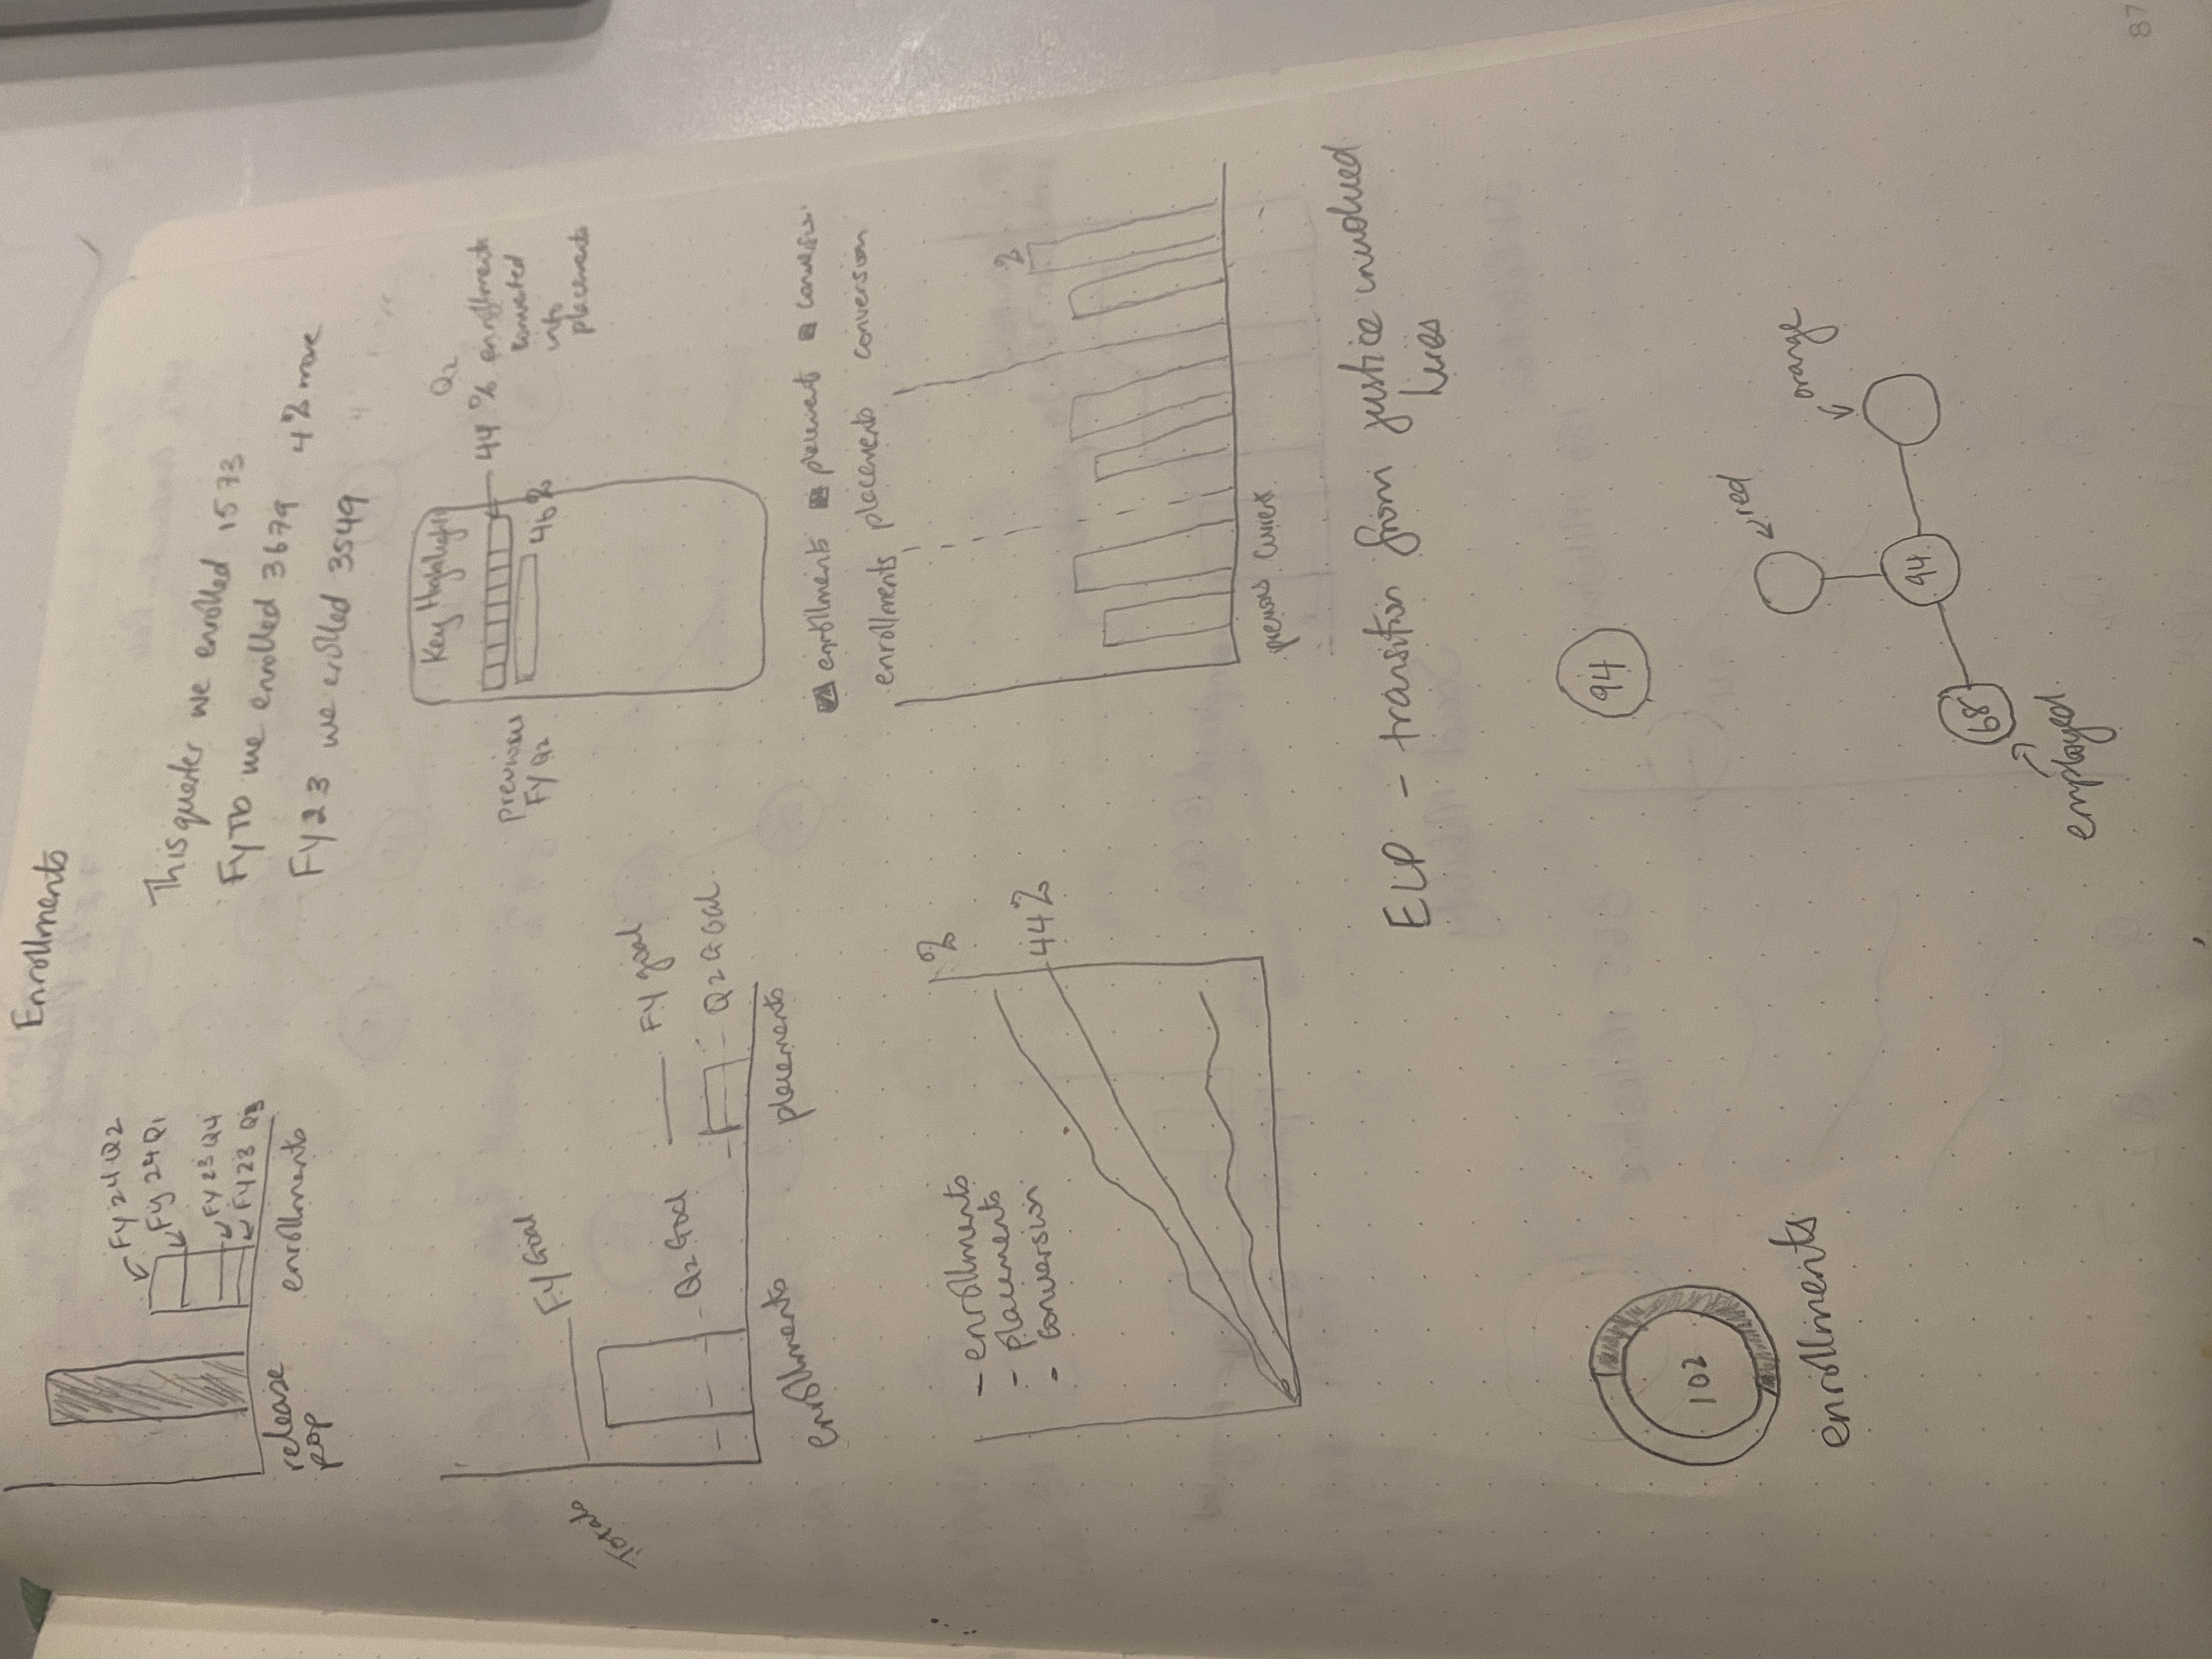 Enrollments
FY 24 Q2
FY 24 Q1
FY 23 Q4
FY 23 Q3
release
pop
enrollments
This quarter we enrolled 1573
FYTD we enrolled 3679 4% more
FY23 we erolled 3549
Totals
FY Goal
Q2 Goal
FY goal
Q2 Goal
enrollments
placements
Key Highlight
previous
FY Q2
Q2
44 % enrollments
converted
into
placements
46%
- enrollments
- placements
- conversion
%
44%
enrollments placements conversion
enrollments placements conversion
%
previous current
ELP - transition from justice involved
lives
102
enrollments
94
red
orange
94
68
employed
87